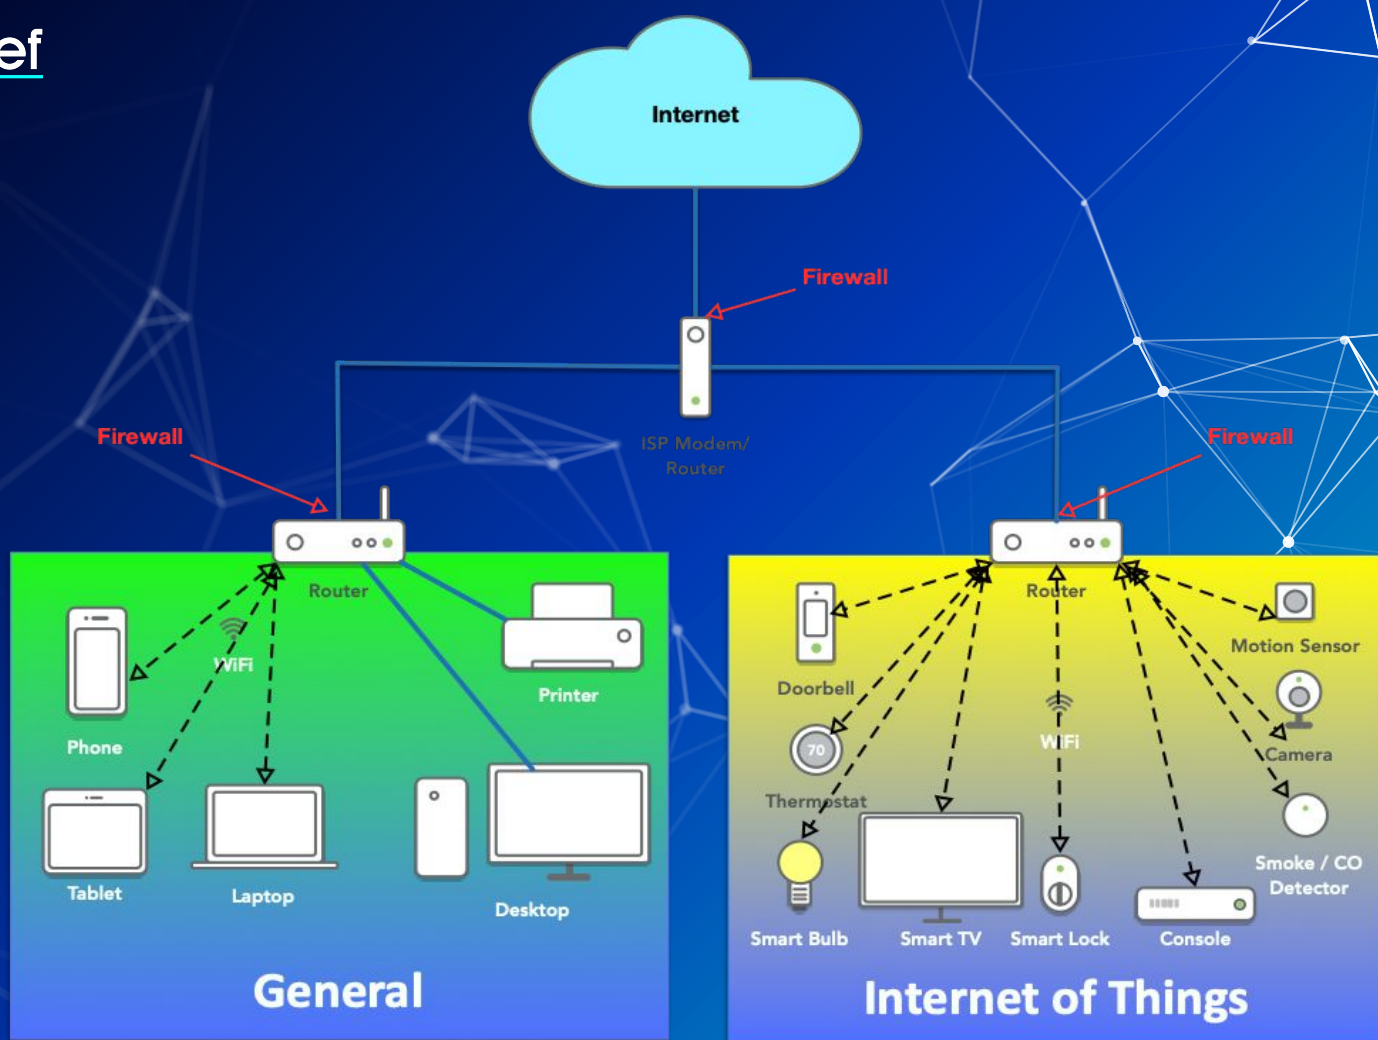 ef
Internet
Firewall
Firewall
ISP Modem/
Router
Firewall
Router
WiFi
Phone
Printer
Tablet
Laptop
Desktop
General
Router
Doorbell
Motion Sensor
WiFi
70
Camera
Thermostat
Smoke / CO
Detector
Smart Bulb
Smart TV
Smart Lock
Console
Internet of Things